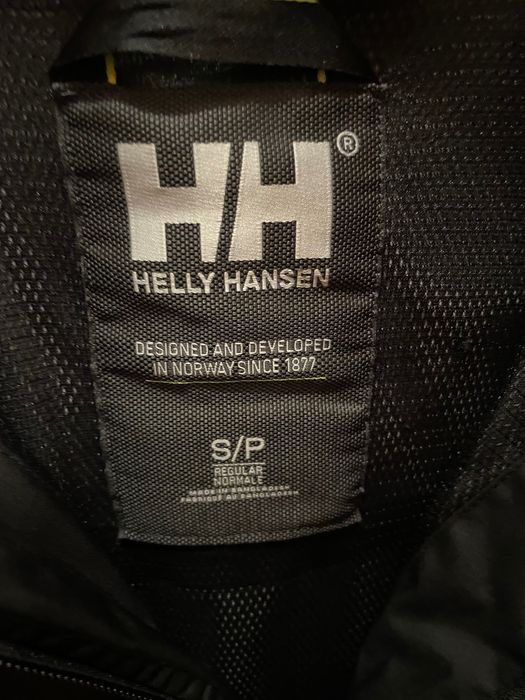 HH®
HELLY HANSEN
DESIGNED AND DEVELOPED
IN NORWAY SINCE 1877
S/P
REGULAR
NORMALE
MADE IN BANGLADESH
FABRIQUÉ AU BANGLADESH